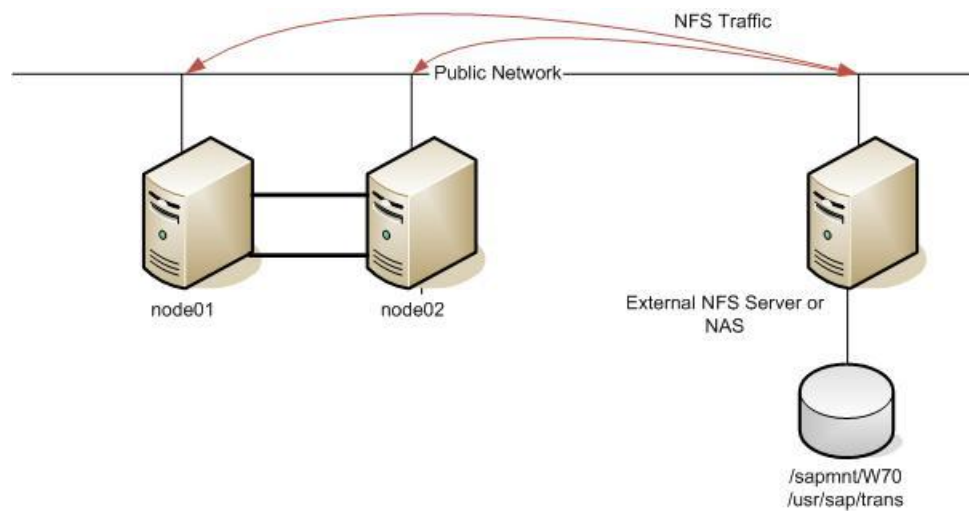 NFS Traffic
Public Network
node01
node02
External NFS Server or
NAS
/sapmnt/W70
/usr/sap/trans